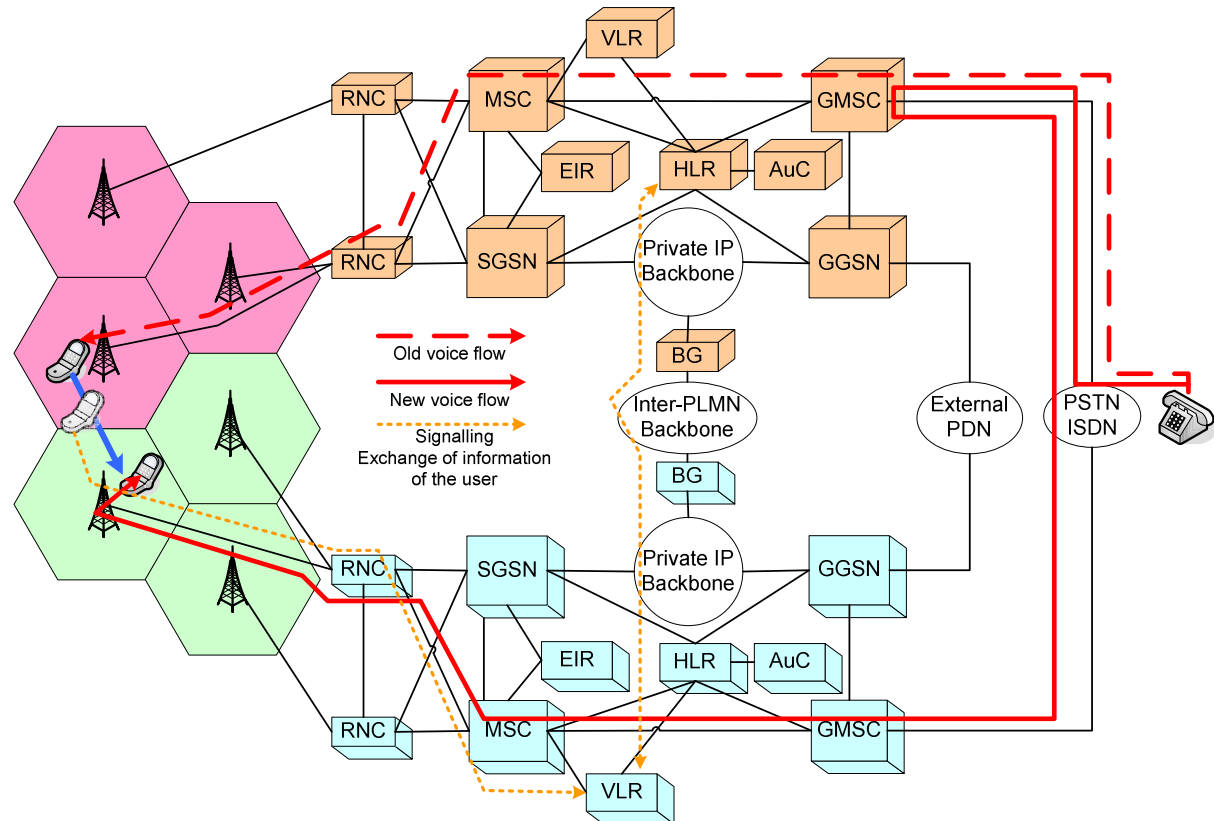 VLR
RNC
MSC
GMSC
EIR
HLR
AuC
RNC
SGSN
Private IP
Backbone
GGSN
Old voice flow
New voice flow
Signalling
Exchange of information
of the user
BG
Inter-PLMN
Backbone
BG
External
PDN
PSTN
ISDN
RNC
SGSN
Private IP
Backbone
GGSN
EIR
HLR
AuC
RNC
MSC
GMSC
VLR